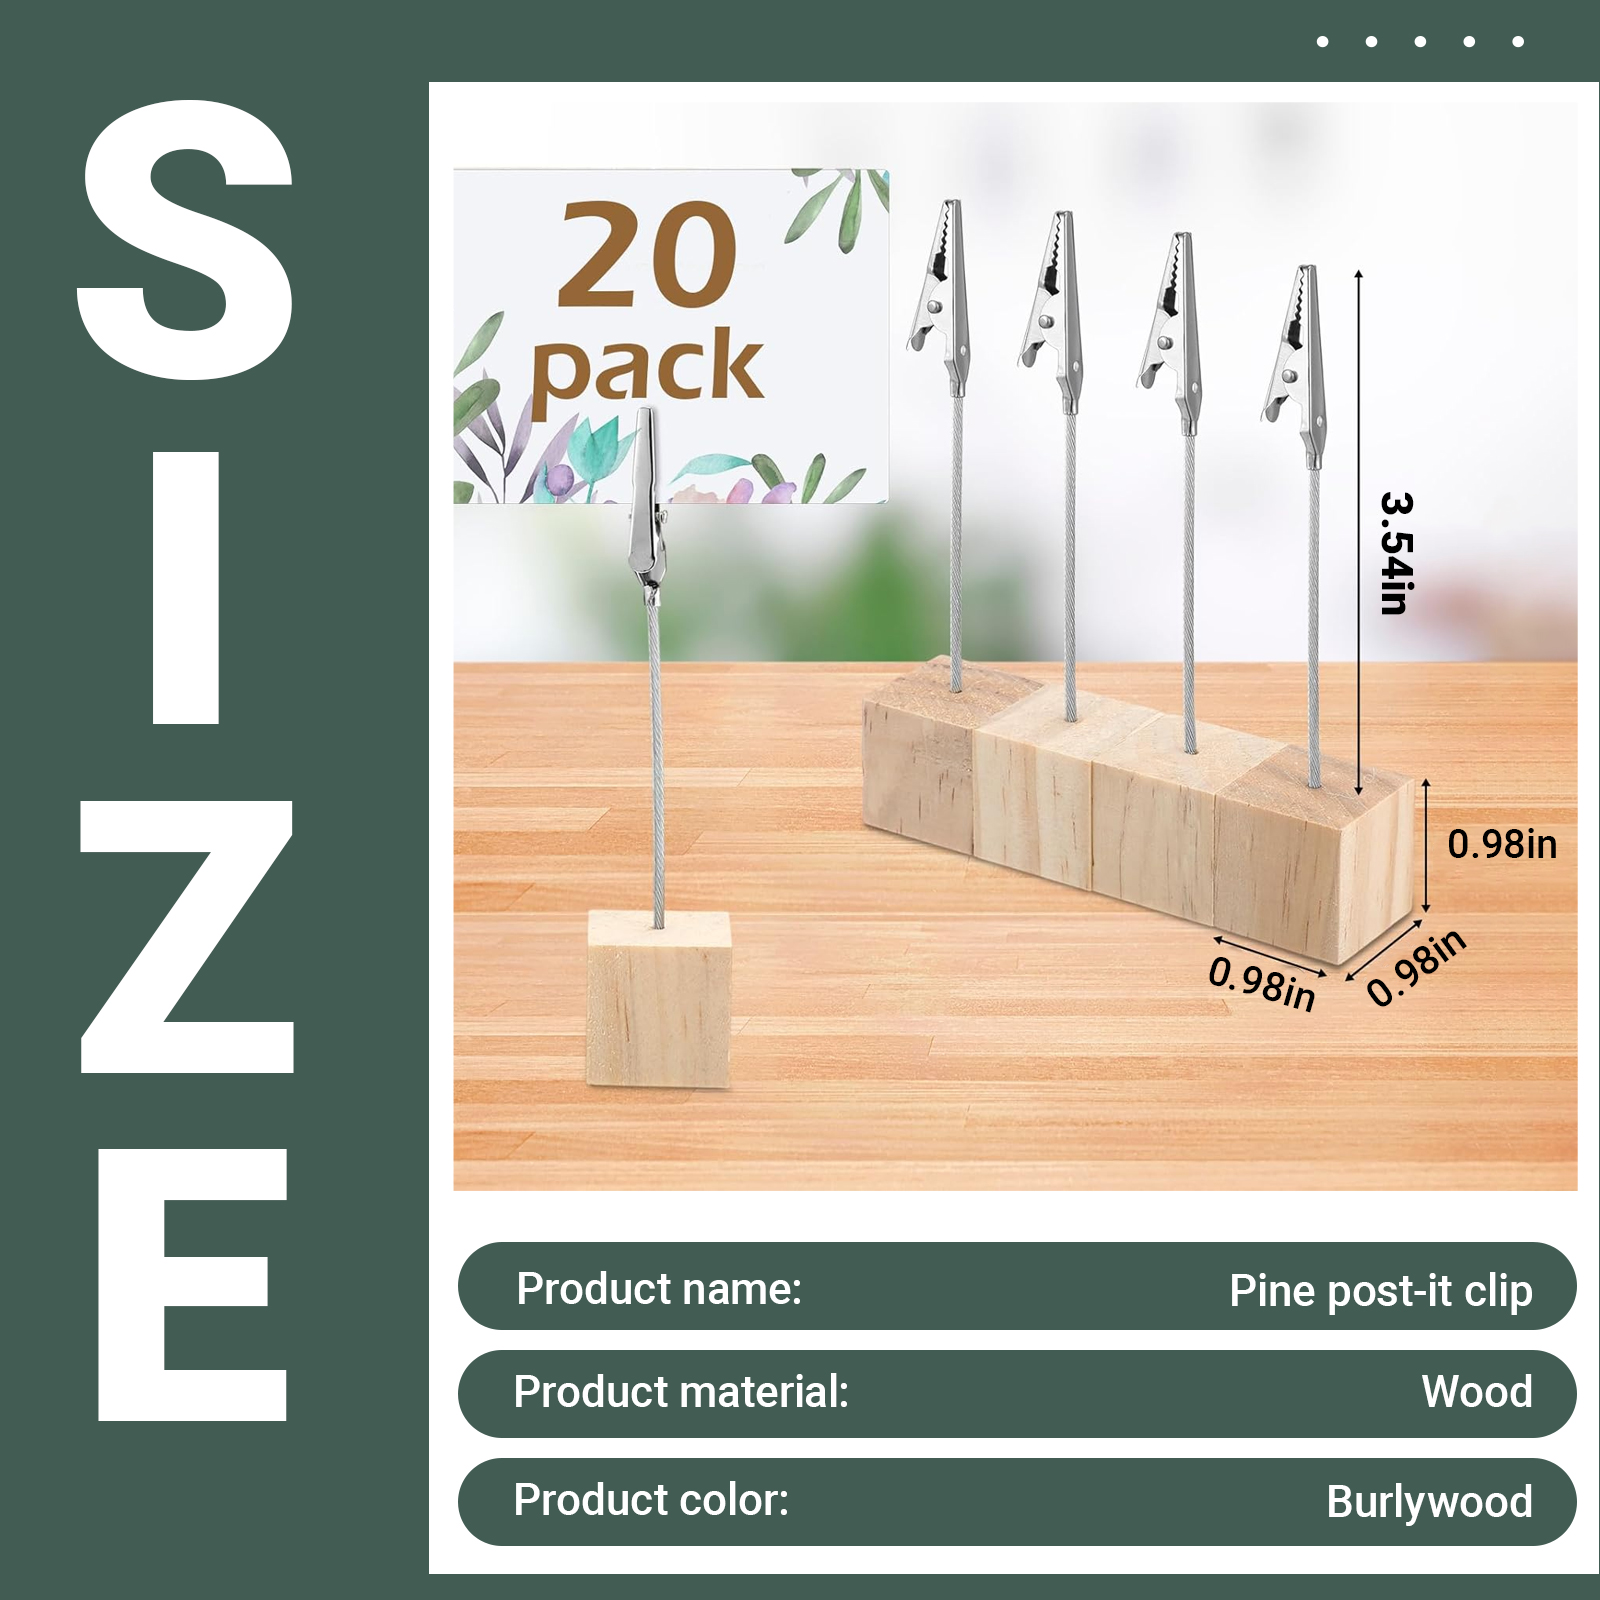 SIZE
20
pack
3.54in
0.98in
0.98in
0.98in
Product name: Pine post-it clip
Product material: Wood
Product color: Burlywood